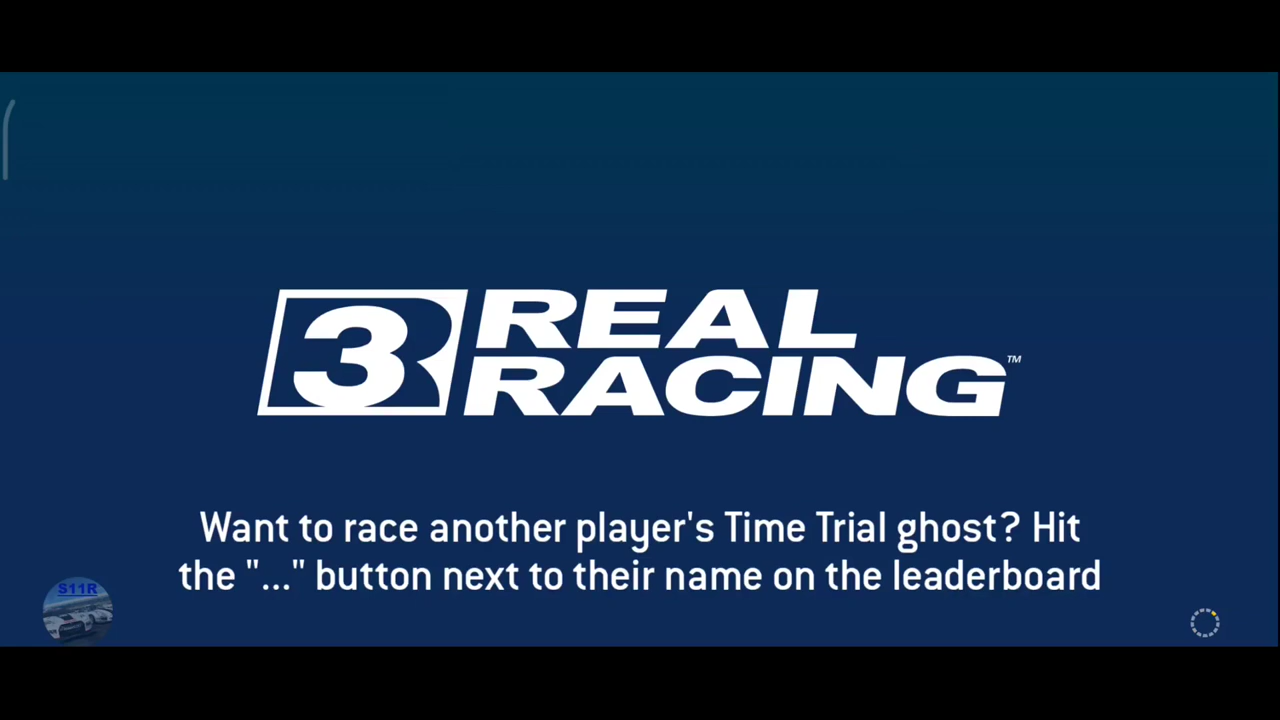 3 REAL
RACING™
Want to race another player's Time Trial ghost? Hit
the "..." button next to their name on the leaderboard
S11R